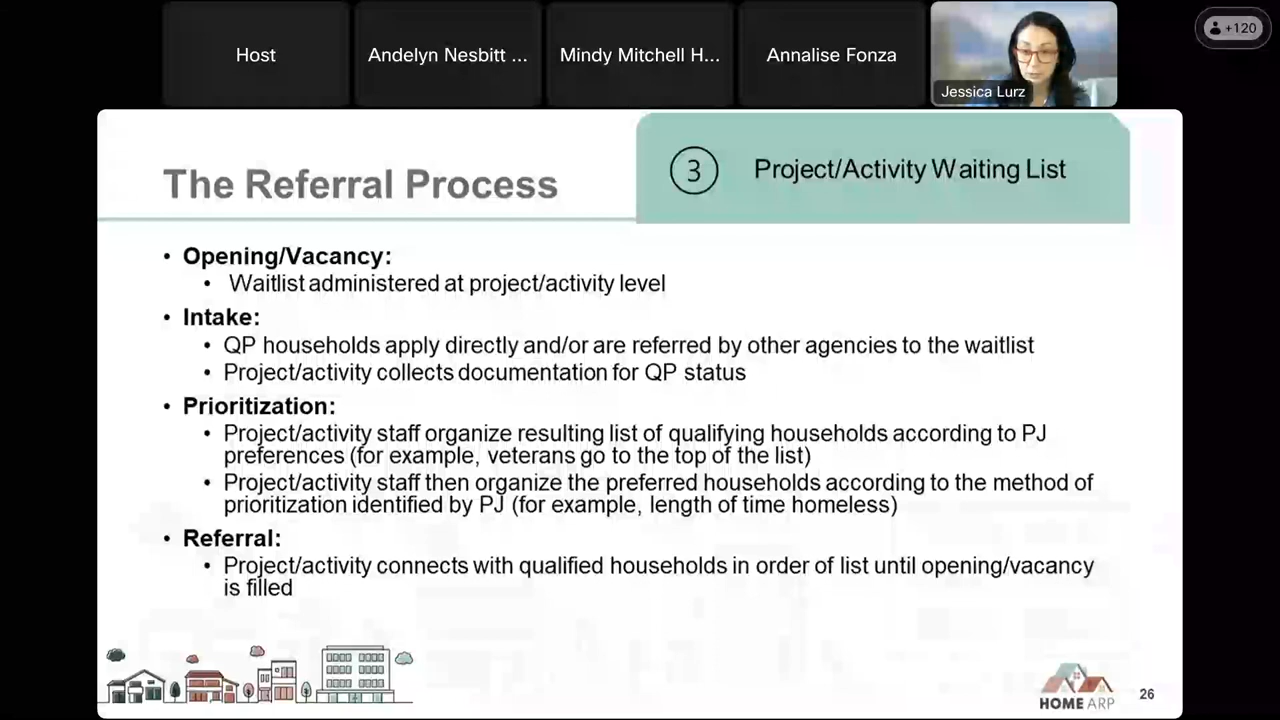 Host
Andelyn Nesbitt ...
Mindy Mitchell H...
Annalise Fonza
Jessica Lurz
+120
The Referral Process
3
Project/Activity Waiting List
• Opening/Vacancy:
• Waitlist administered at project/activity level
• Intake:
• QP households apply directly and/or are referred by other agencies to the waitlist
• Project/activity collects documentation for QP status
• Prioritization:
• Project/activity staff organize resulting list of qualifying households according to PJ
preferences (for example, veterans go to the top of the list)
• Project/activity staff then organize the preferred households according to the method of
prioritization identified by PJ (for example, length of time homeless)
• Referral:
• Project/activity connects with qualified households in order of list until opening/vacancy
is filled
HOME ARP
26